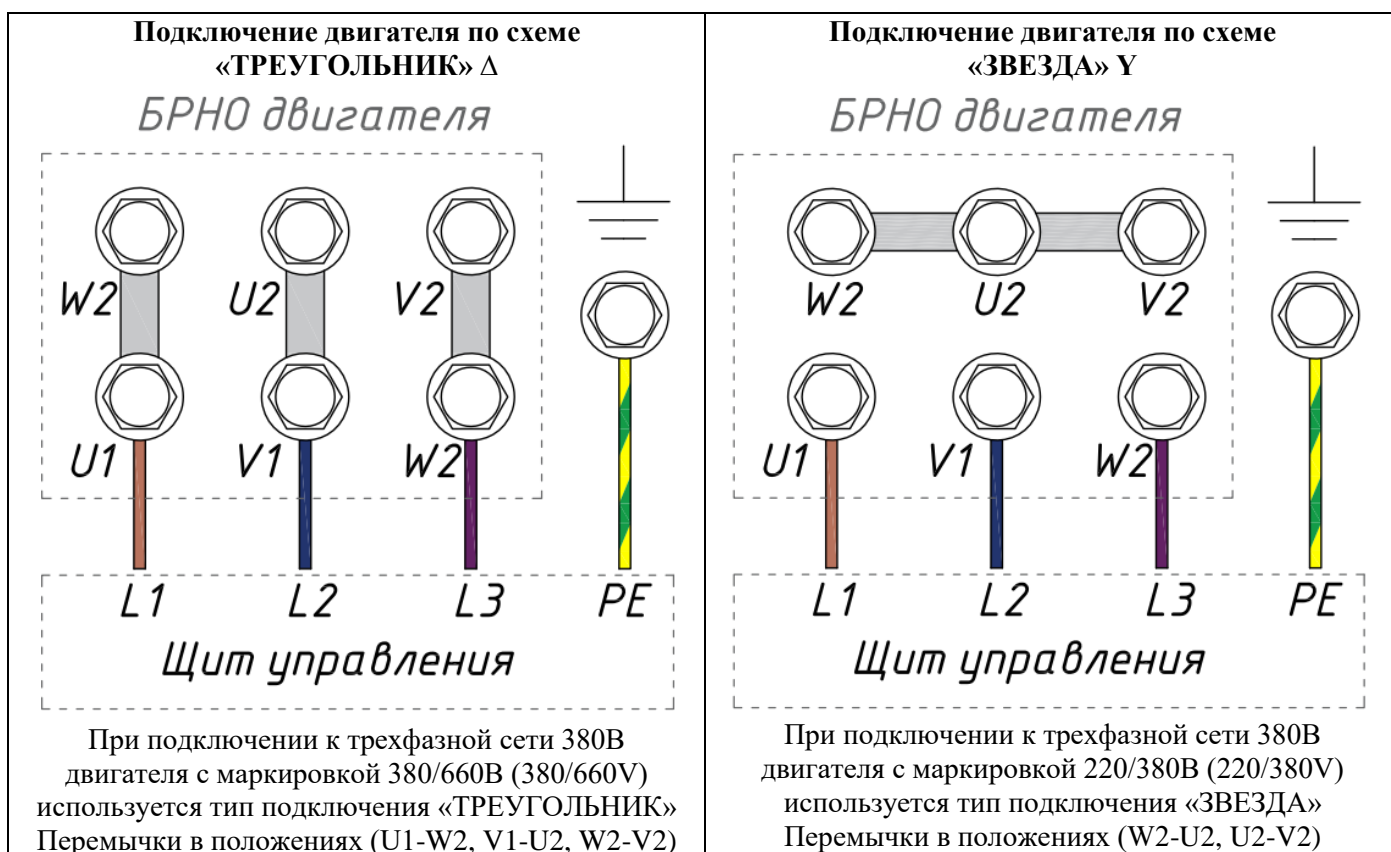 Подключение двигателя по схеме
«ТРЕУГОЛЬНИК» Δ
БРНО двигателя
W2 U2 V2
U1 V1 W2
L1 L2 L3 PE
Щит управления
При подключении к трехфазной сети 380В
двигателя с маркировкой 380/660В (380/660V)
используется тип подключения «ТРЕУГОЛЬНИК»
Перемычки в положениях (U1-W2, V1-U2, W2-V2)
Подключение двигателя по схеме
«ЗВЕЗДА» Y
БРНО двигателя
W2 U2 V2
U1 V1 W2
L1 L2 L3 PE
Щит управления
При подключении к трехфазной сети 380В
двигателя с маркировкой 220/380В (220/380V)
используется тип подключения «ЗВЕЗДА»
Перемычки в положениях (W2-U2, U2-V2)